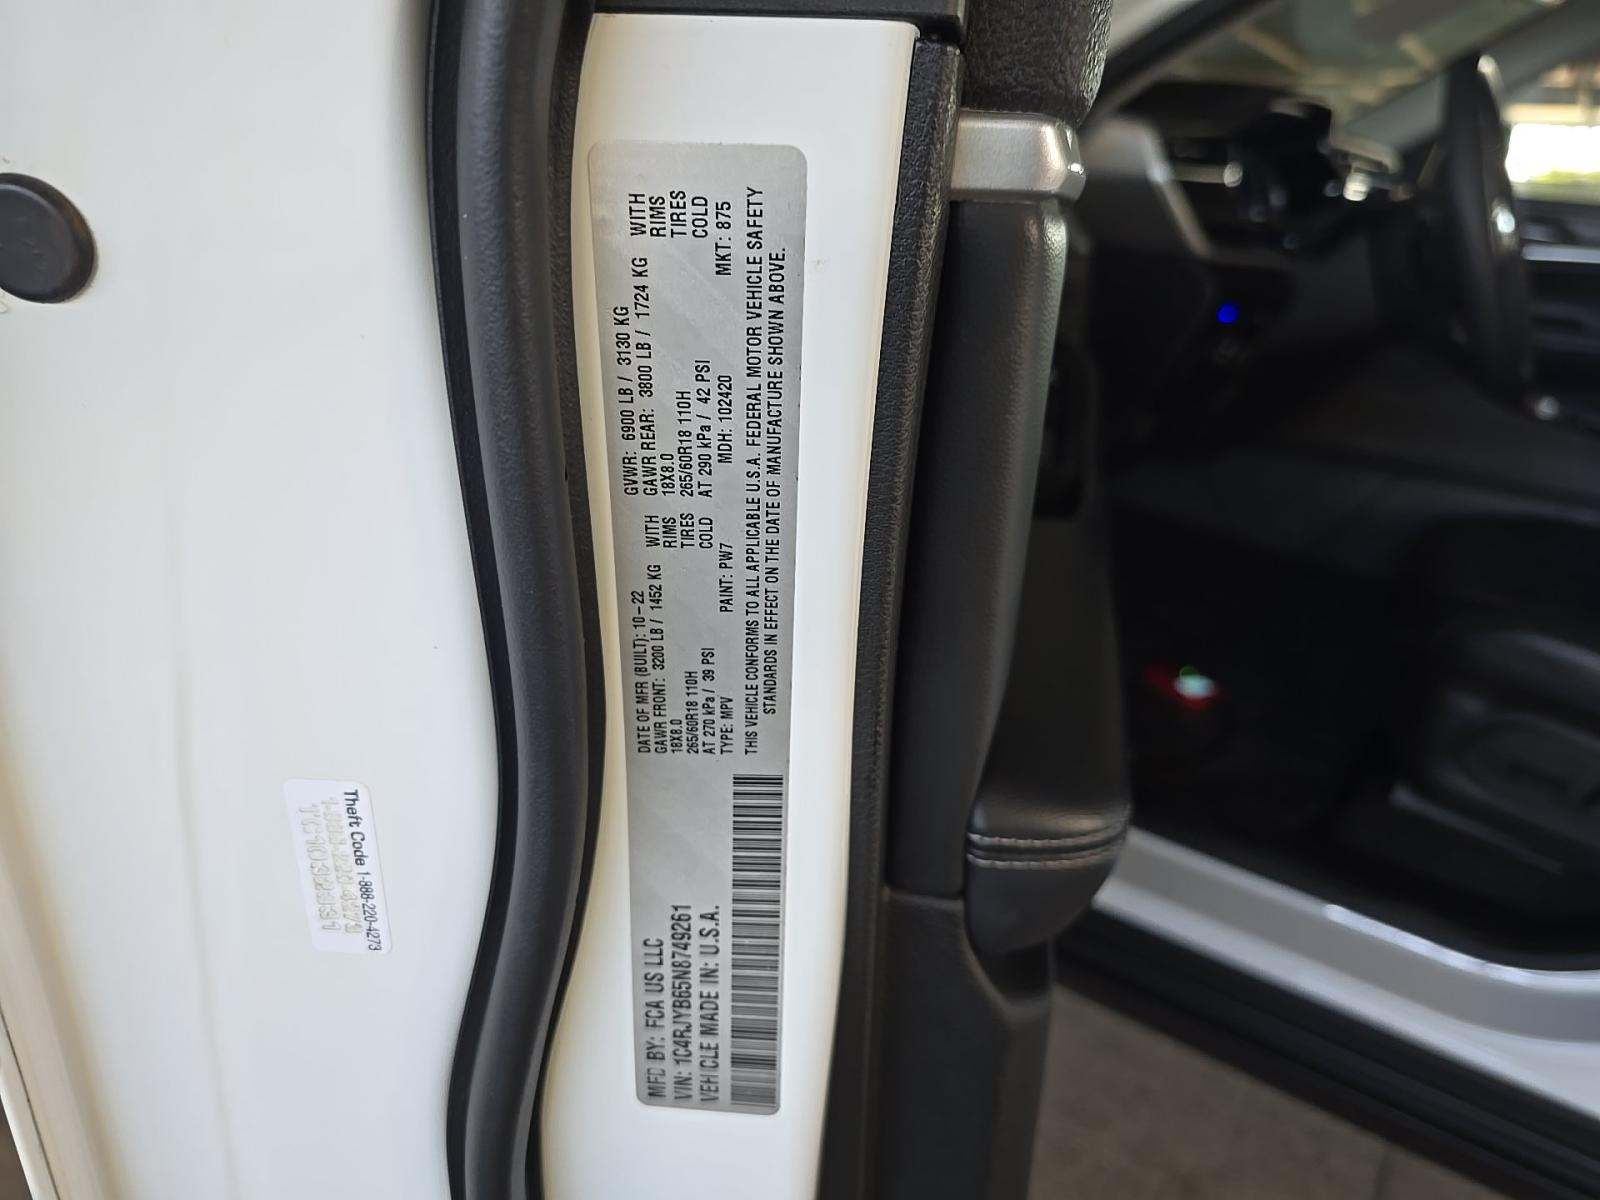 MFD BY: FCA US LLC
VIN: 1C4RJYB65N8749261
VEHICLE MADE IN: U.S.A.
DATE OF MFR (BUILT): 10-22 GVWR: 6900 LB / 3130 KG
GAWR FRONT: 3200 LB / 1452 KG WITH GAWR REAR: 3800 LB / 1724 KG WITH
18X8.0 RIMS 18X8.0 RIMS
265/60R18 110H TIRES 265/60R18 110H TIRES
AT 270 kPa / 39 PSI COLD AT 290 kPa / 42 PSI COLD
TYPE: MPV PAINT: PW7 MDH: 102420 MKT: 875
THIS VEHICLE CONFORMS TO ALL APPLICABLE U.S.A. FEDERAL MOTOR VEHICLE SAFETY
STANDARDS IN EFFECT ON THE DATE OF MANUFACTURE SHOWN ABOVE.
Theft Code 1-888-220-4273